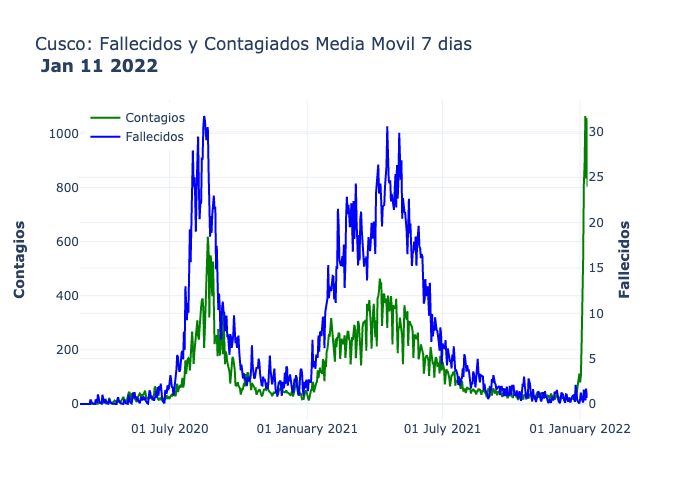 Cusco: Fallecidos y Contagiados Media Movil 7 dias
Jan 11 2022
Contagios
Fallecidos
1000
800
600
400
200
0
30
25
20
15
10
5
0
Contagios
Fallecidos
01 July 2020
01 January 2021
01 July 2021
01 January 2022